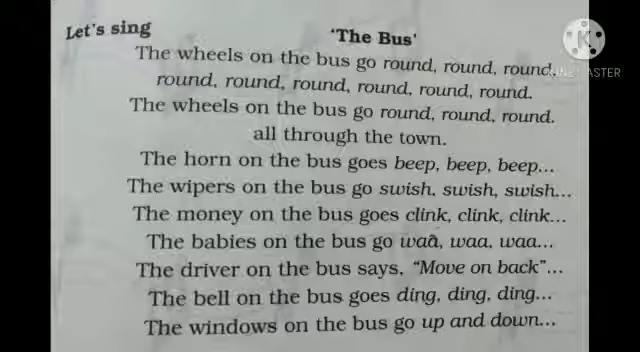 Let's sing
'The Bus'
The wheels on the bus go round, round, round,
round, round, round, round, round, round.
The wheels on the bus go round, round, round.
all through the town.
The horn on the bus goes beep, beep, beep...
The wipers on the bus go swish, swish, swish...
The money on the bus goes clink, clink, clink...
The babies on the bus go waa, waa, waa...
The driver on the bus says, “Move on back”...
The bell on the bus goes ding, ding, ding...
The windows on the bus go up and down...